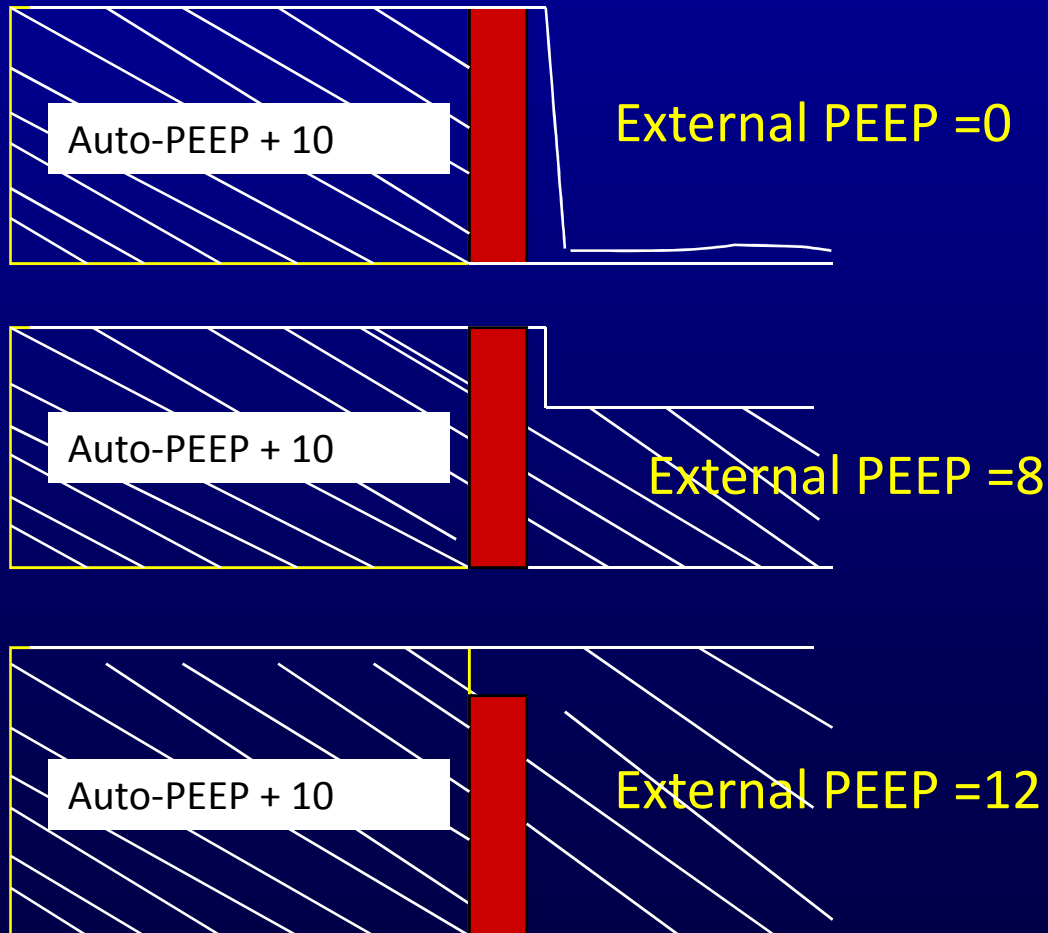 Auto-PEEP + 10
External PEEP =0
Auto-PEEP + 10
External PEEP =8
Auto-PEEP + 10
External PEEP =12